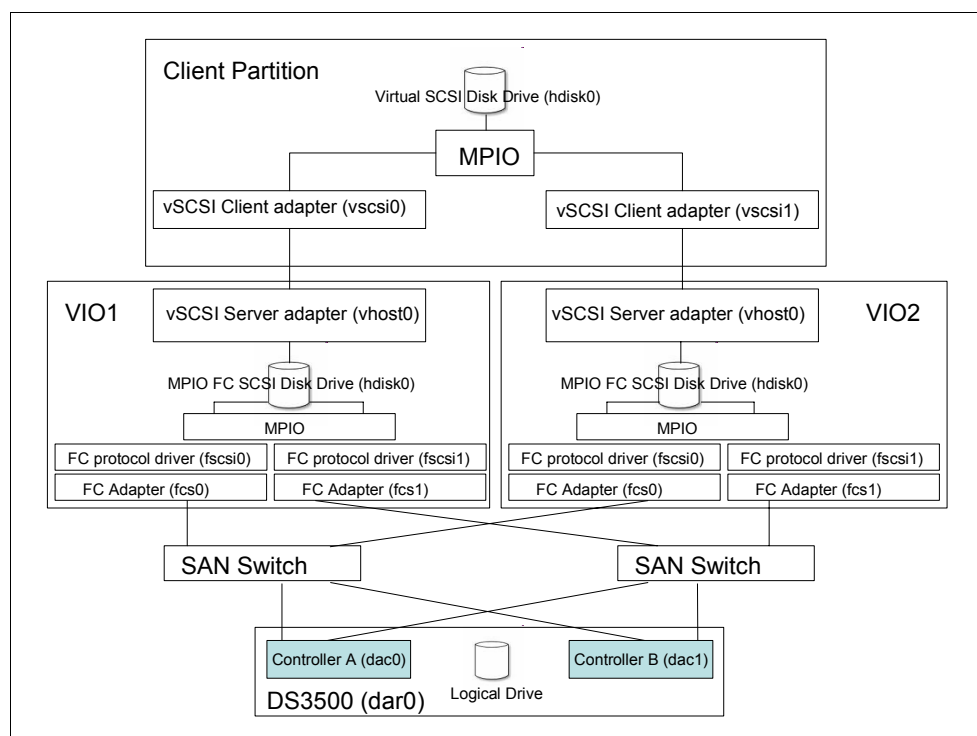 Client Partition
Virtual SCSI Disk Drive (hdisk0)
MPIO
vSCSI Client adapter (vscsi0)
vSCSI Client adapter (vscsi1)
VIO1
vSCSI Server adapter (vhost0)
MPIO FC SCSI Disk Drive (hdisk0)
MPIO
FC protocol driver (fscsi0)
FC protocol driver (fscsi1)
FC Adapter (fcs0)
FC Adapter (fcs1)
VIO2
vSCSI Server adapter (vhost0)
MPIO FC SCSI Disk Drive (hdisk0)
MPIO
FC protocol driver (fscsi0)
FC protocol driver (fscsi1)
FC Adapter (fcs0)
FC Adapter (fcs1)
SAN Switch
SAN Switch
Controller A (dac0)
Controller B (dac1)
Logical Drive
DS3500 (dar0)